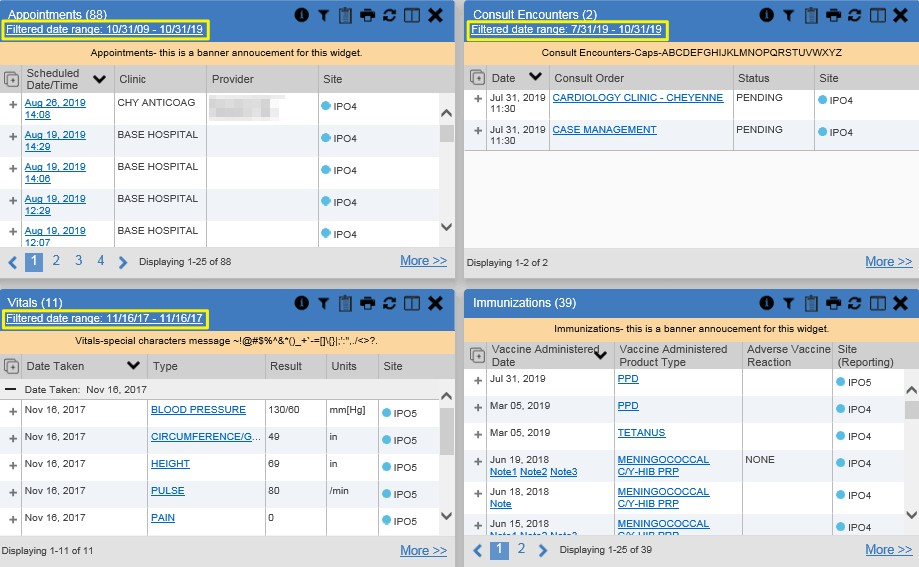 Appointments (88)
Filtered date range: 10/31/09 - 10/31/19
Appointments- this is a banner annoucement for this widget.
Scheduled Date/Time Clinic Provider Site
Aug 26, 2019 14:08 CHY ANTICOAG IPO4
Aug 19, 2019 14:29 BASE HOSPITAL IPO4
Aug 19, 2019 14:06 BASE HOSPITAL IPO4
Aug 19, 2019 12:29 BASE HOSPITAL IPO4
Aug 19, 2019 12:07 BASE HOSPITAL IPO4
1 2 3 4 Displaying 1-25 of 88 More >>
Consult Encounters (2)
Filtered date range: 7/31/19 - 10/31/19
Consult Encounters-Caps-ABCDEFGHIJKLMNOPQRSTUVWXYZ
Date Consult Order Status Site
Jul 31, 2019 11:30 CARDIOLOGY CLINIC - CHEYENNE PENDING IPO4
Jul 31, 2019 11:30 CASE MANAGEMENT PENDING IPO4
Displaying 1-2 of 2 More >>
Vitals (11)
Filtered date range: 11/16/17 - 11/16/17
Vitals-special characters message ~!@#$%^&*()_+`-=[]\{}|;':",./<>?.
Date Taken Type Result Units Site
Date Taken: Nov 16, 2017
Nov 16, 2017 BLOOD PRESSURE 130/60 mm[Hg] IPO5
Nov 16, 2017 CIRCUMFERENCE/G... 49 in IPO5
Nov 16, 2017 HEIGHT 69 in IPO5
Nov 16, 2017 PULSE 80 /min IPO5
Nov 16, 2017 PAIN 0 IPO5
Displaying 1-11 of 11 More >>
Immunizations (39)
Immunizations- this is a banner annoucement for this widget.
Vaccine Administered Date Vaccine Administered Product Type Adverse Vaccine Reaction Site (Reporting)
Jul 31, 2019 PPD IPO5
Mar 05, 2019 PPD IPO4
Mar 05, 2019 TETANUS IPO4
Jun 19, 2018 Note1 Note2 Note3 MENINGOCOCCAL C/Y-HIB PRP NONE IPO4
Jun 18, 2018 Note MENINGOCOCCAL C/Y-HIB PRP IPO4
Jun 15, 2018 Note1 Note2 Note3 MENINGOCOCCAL C/Y-HIB PRP IPO4
1 2 Displaying 1-25 of 39 More >>